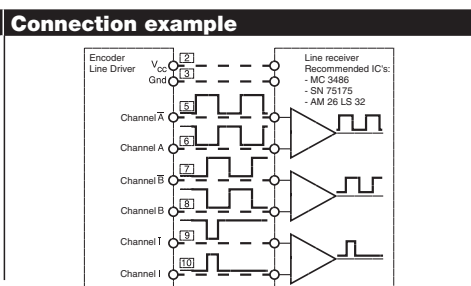 Connection example
Encoder
Line Driver
VCC
Gnd
Channel A̅
Channel A
Channel B̅
Channel B
Channel I̅
Channel I
2
3
5
6
7
8
9
10
Line receiver
Recommended IC's:
- MC 3486
- SN 75175
- AM 26 LS 32